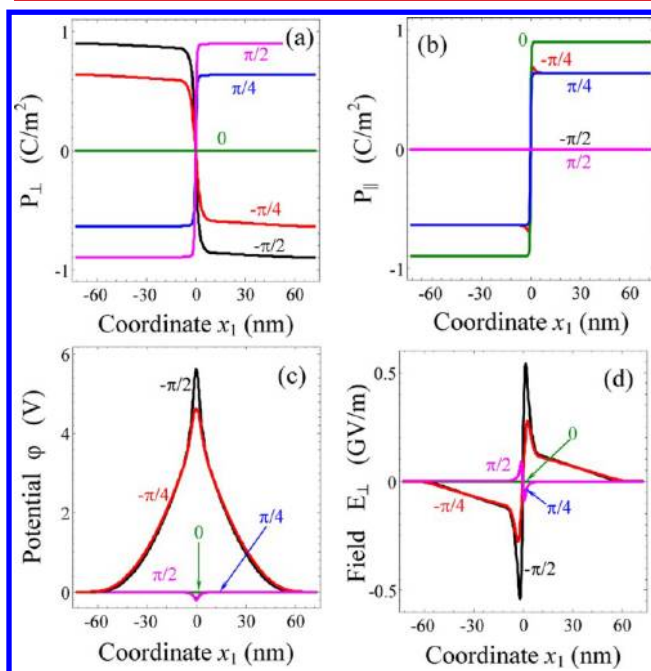 (a)
P⊥ (C/m²)
1
0
-1
π/2
π/4
0
-π/4
-π/2
-60 -30 0 30 60
Coordinate x₁ (nm)
(b)
P∥ (C/m²)
1
0
-1
0
-π/4
π/4
-π/2
π/2
-60 -30 0 30 60
Coordinate x₁ (nm)
(c)
Potential φ (V)
6
4
2
0
-π/2
-π/4
0
π/4
π/2
-60 -30 0 30 60
Coordinate x₁ (nm)
(d)
Field E⊥ (GV/m)
0.5
0
-0.5
0
π/2
-π/4
π/4
-π/2
-60 -30 0 30 60
Coordinate x₁ (nm)